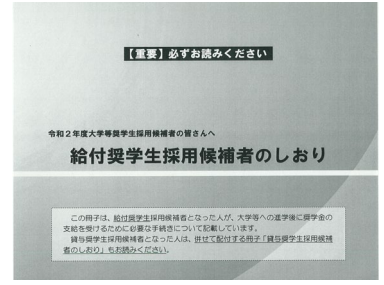 【重要】必ずお読みください
令和2年度大学等奨学生採用候補者の皆さんへ
給付奨学生採用候補者のしおり
この冊子は、給付奨学生採用候補者となった人が、大学等への進学後に奨学金の
支給を受けるために必要な手続きについて記載しています。
貸与奨学生採用候補者となった人は、併せて配付する冊子「貸与奨学生採用候補
者のしおり」もお読みください。